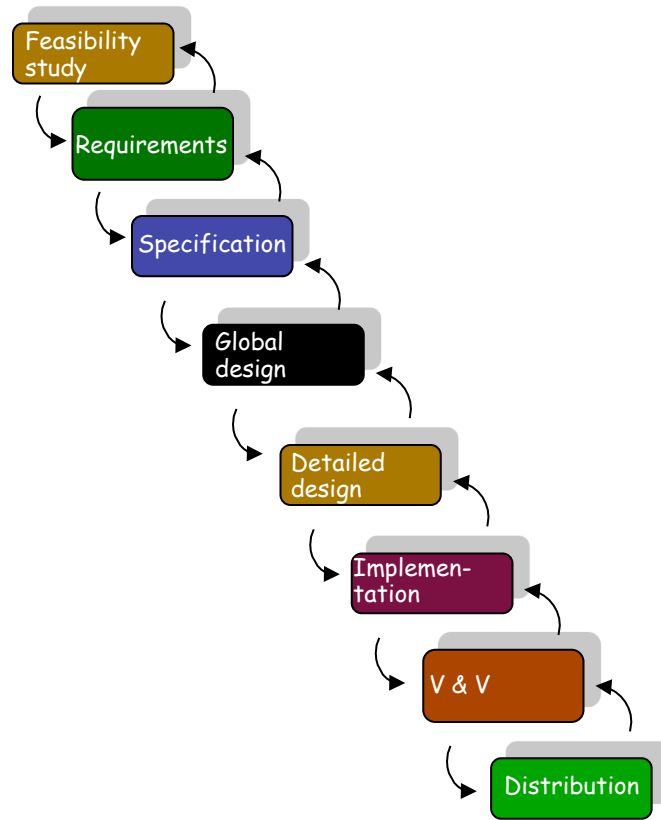 Feasibility
study
Requirements
Specification
Global
design
Detailed
design
Implemen-
tation
V & V
Distribution